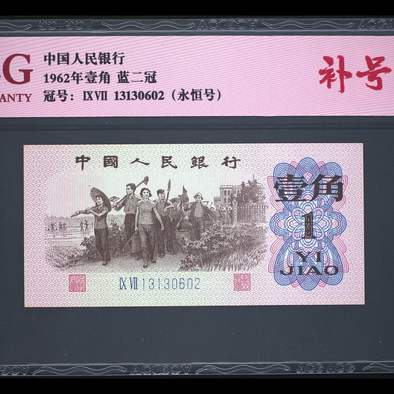 G
中国人民银行
ANTY
1962年壹角 蓝二冠
冠号： ⅨⅦ 13130602（永恒号）
补号
中國人民銀行
壹角
1
YI
JIAO
ⅨⅦ 13130602